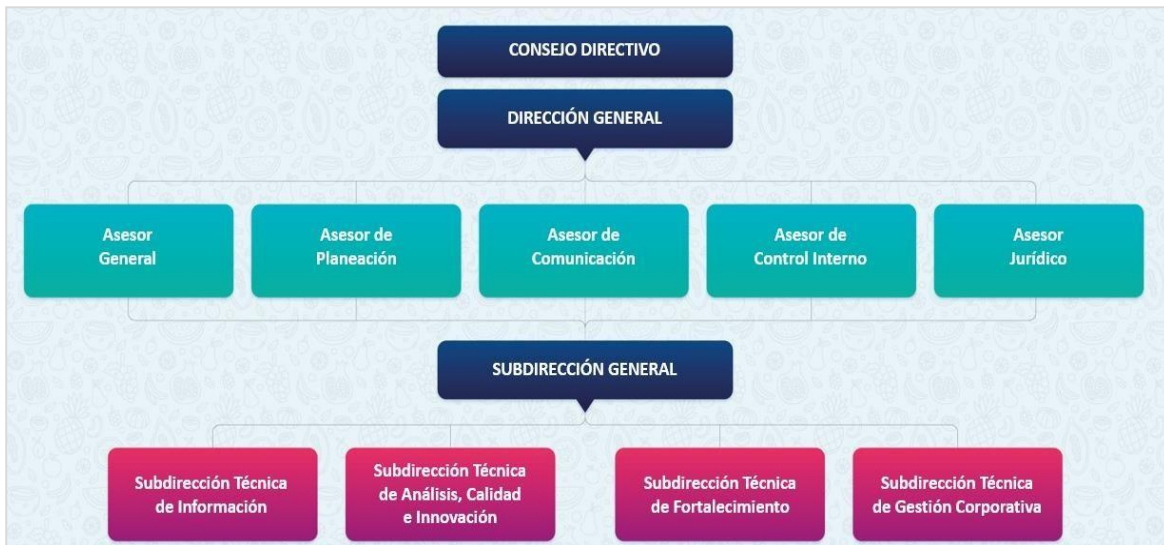 CONSEJO DIRECTIVO
DIRECCIÓN GENERAL
Asesor
General
Asesor de
Planeación
Asesor de
Comunicación
Asesor de
Control Interno
Asesor
Jurídico
SUBDIRECCIÓN GENERAL
Subdirección Técnica
de Información
Subdirección Técnica
de Análisis, Calidad
e Innovación
Subdirección Técnica
de Fortalecimiento
Subdirección Técnica
de Gestión Corporativa